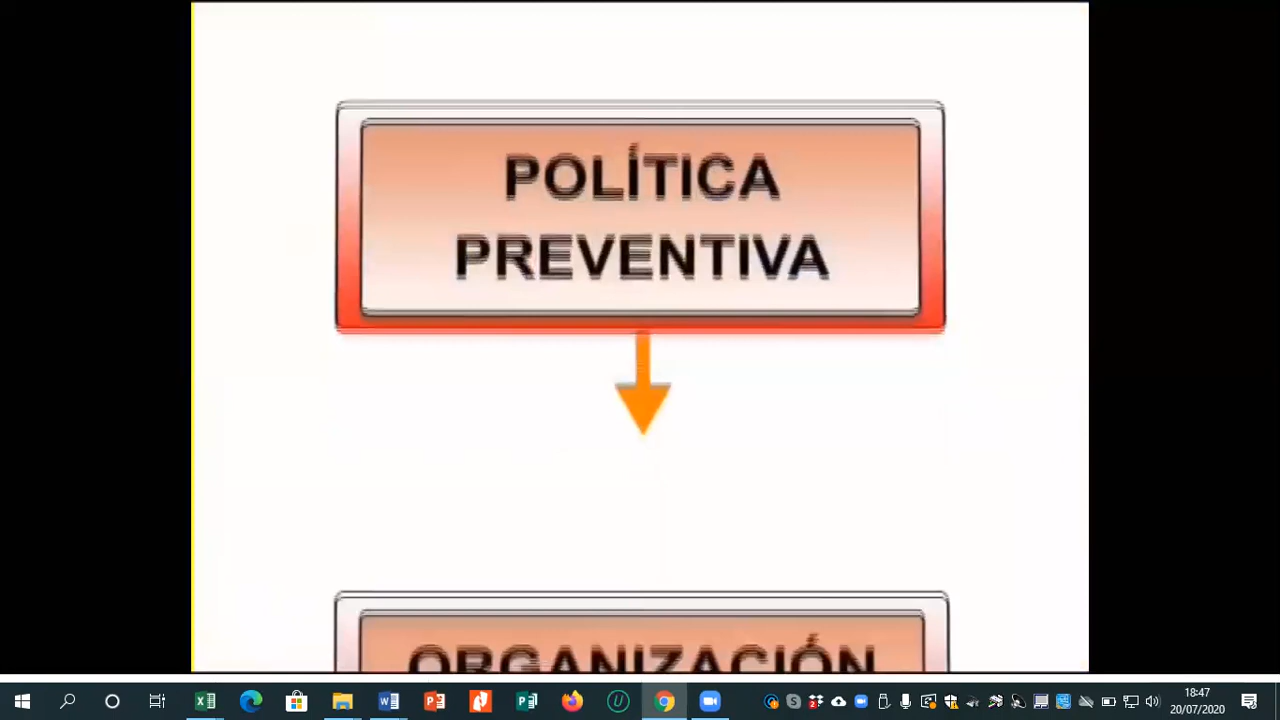 POLÍTICA
PREVENTIVA
ORGANIZACIÓN
18:47
20/07/2020